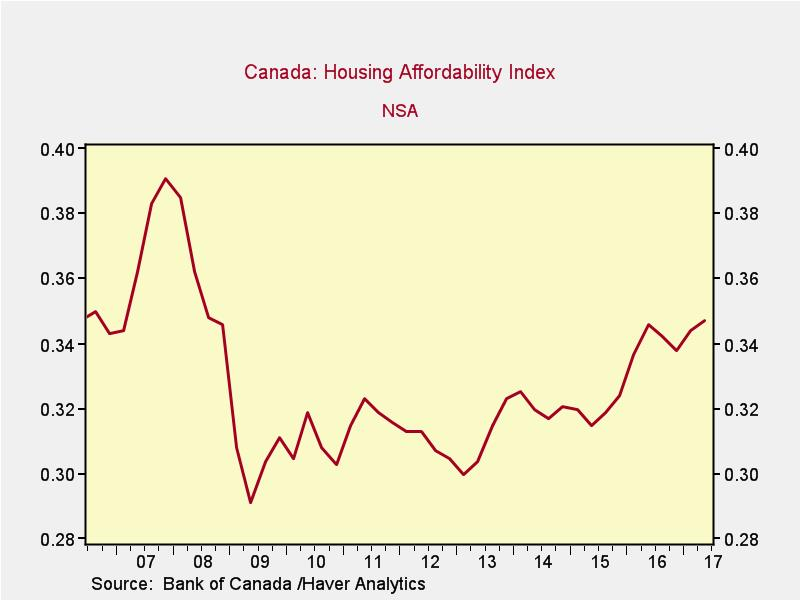 Canada: Housing Affordability Index
NSA
0.40 0.40
0.38 0.38
0.36 0.36
0.34 0.34
0.32 0.32
0.30 0.30
0.28 0.28
07 08 09 10 11 12 13 14 15 16 17
Source: Bank of Canada /Haver Analytics